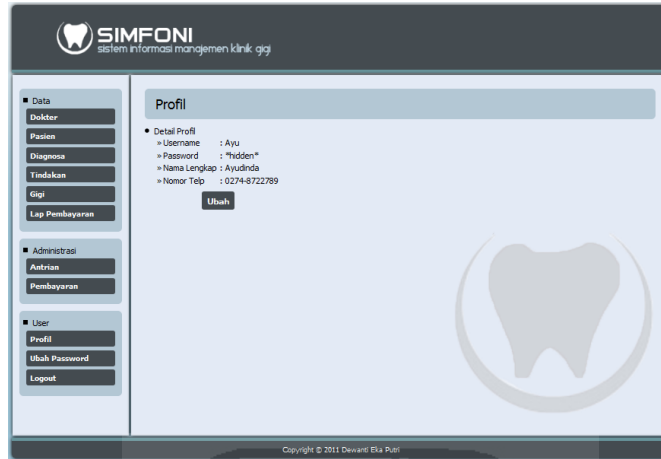 SIMFONI
sistem informasi manajemen klinik gigi
Data
Dokter
Pasien
Diagnosa
Tindakan
Gigi
Lap Pembayaran
Administrasi
Antrian
Pembayaran
User
Profil
Ubah Password
Logout
Profil
Detail Profil
» Username : Ayu
» Password : *hidden*
» Nama Lengkap : Ayudinda
» Nomor Telp : 0274-8722789
Ubah
Copyright © 2011 Dewanti Eka Putri